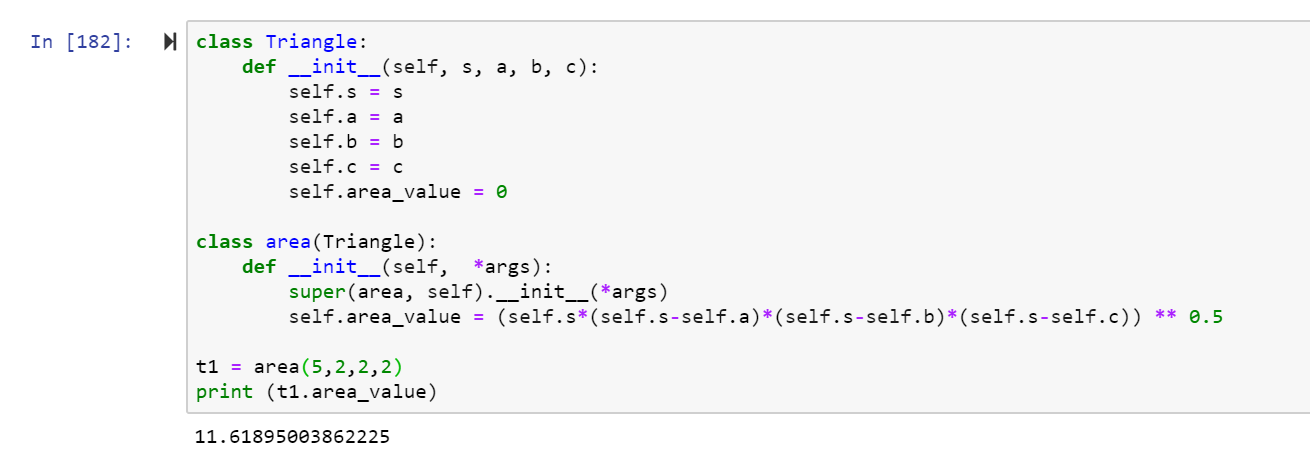 In [182]:
class Triangle:
    def __init__(self, s, a, b, c):
        self.s = s
        self.a = a
        self.b = b
        self.c = c
        self.area_value = 0

class area(Triangle):
    def __init__(self,  *args):
        super(area, self).__init__(*args)
        self.area_value = (self.s*(self.s-self.a)*(self.s-self.b)*(self.s-self.c)) ** 0.5

t1 = area(5,2,2,2)
print (t1.area_value)
11.61895003862225